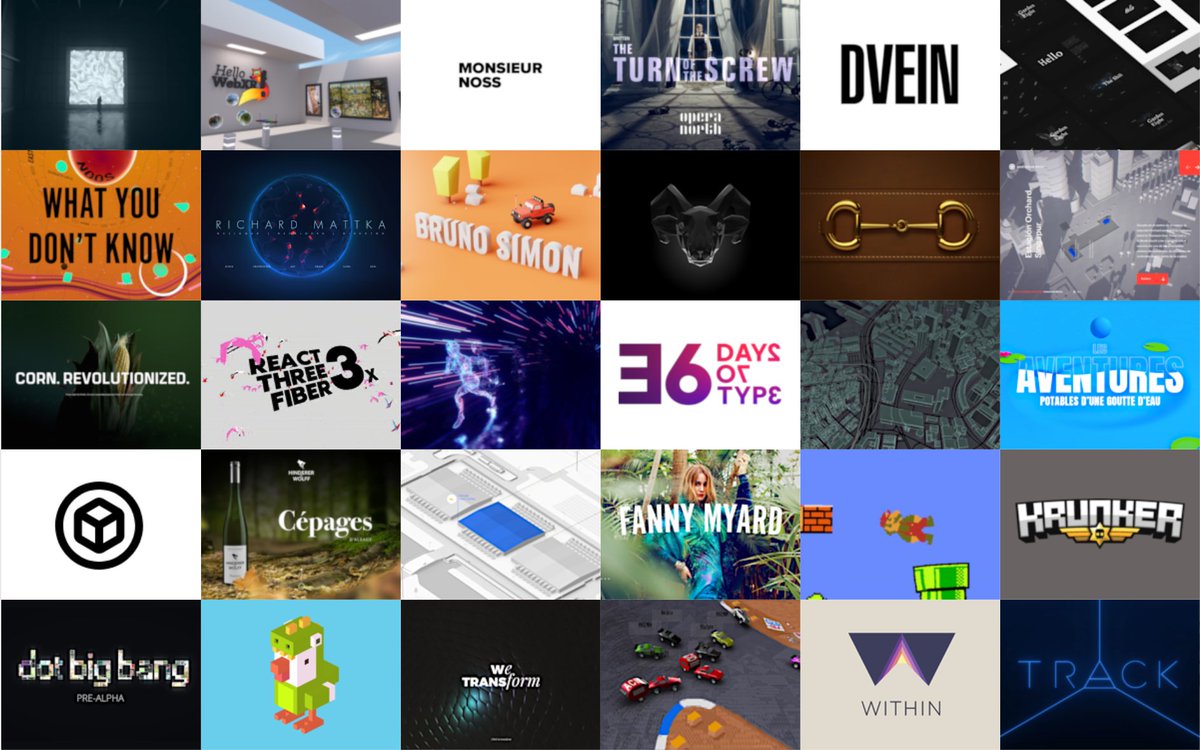 Hello
WebXR
MONSIEUR
NOSS
THE
TURN OF THE SCREW
opera
north
DVEIN
Hello
WHAT YOU
DON'T KNOW
RICHARD MATTKA
BRUNO SIMON
CORN. REVOLUTIONIZED.
REACT
THREE
FIBER 3x
36 DAYS
OF
TYPE
LES
AVENTURES
POTABLES D'UNE GOUTTE D'EAU
HINDERER
WOLFF
Cépages
D'ALSACE
FANNY MYARD
KRUNKER
dot big bang
PRE-ALPHA
We
TRANSform
WITHIN
TRACK